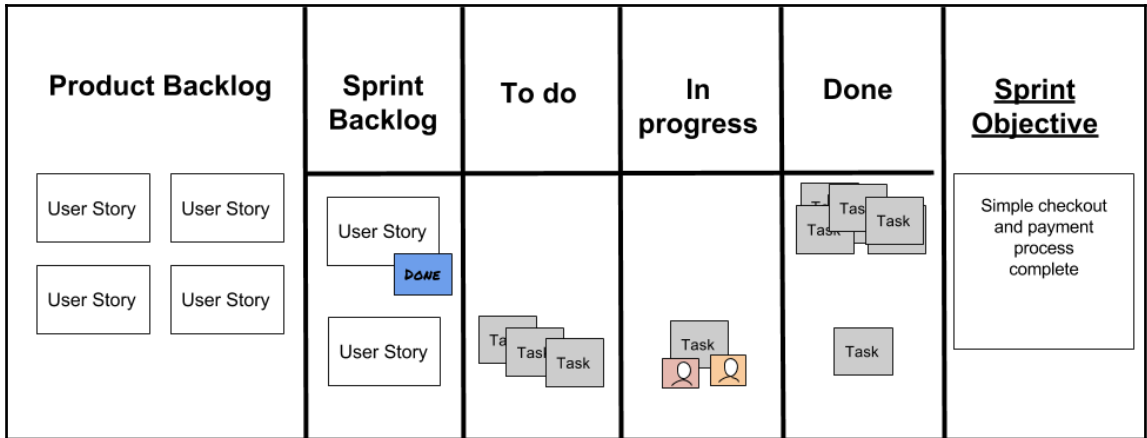 Product Backlog
Sprint
Backlog
To do
In
progress
Done
Sprint
Objective
User Story
User Story
User Story
User Story
User Story
DONE
User Story
Task
Task
Task
Task
Task
Task
Task
Simple checkout
and payment
process
complete